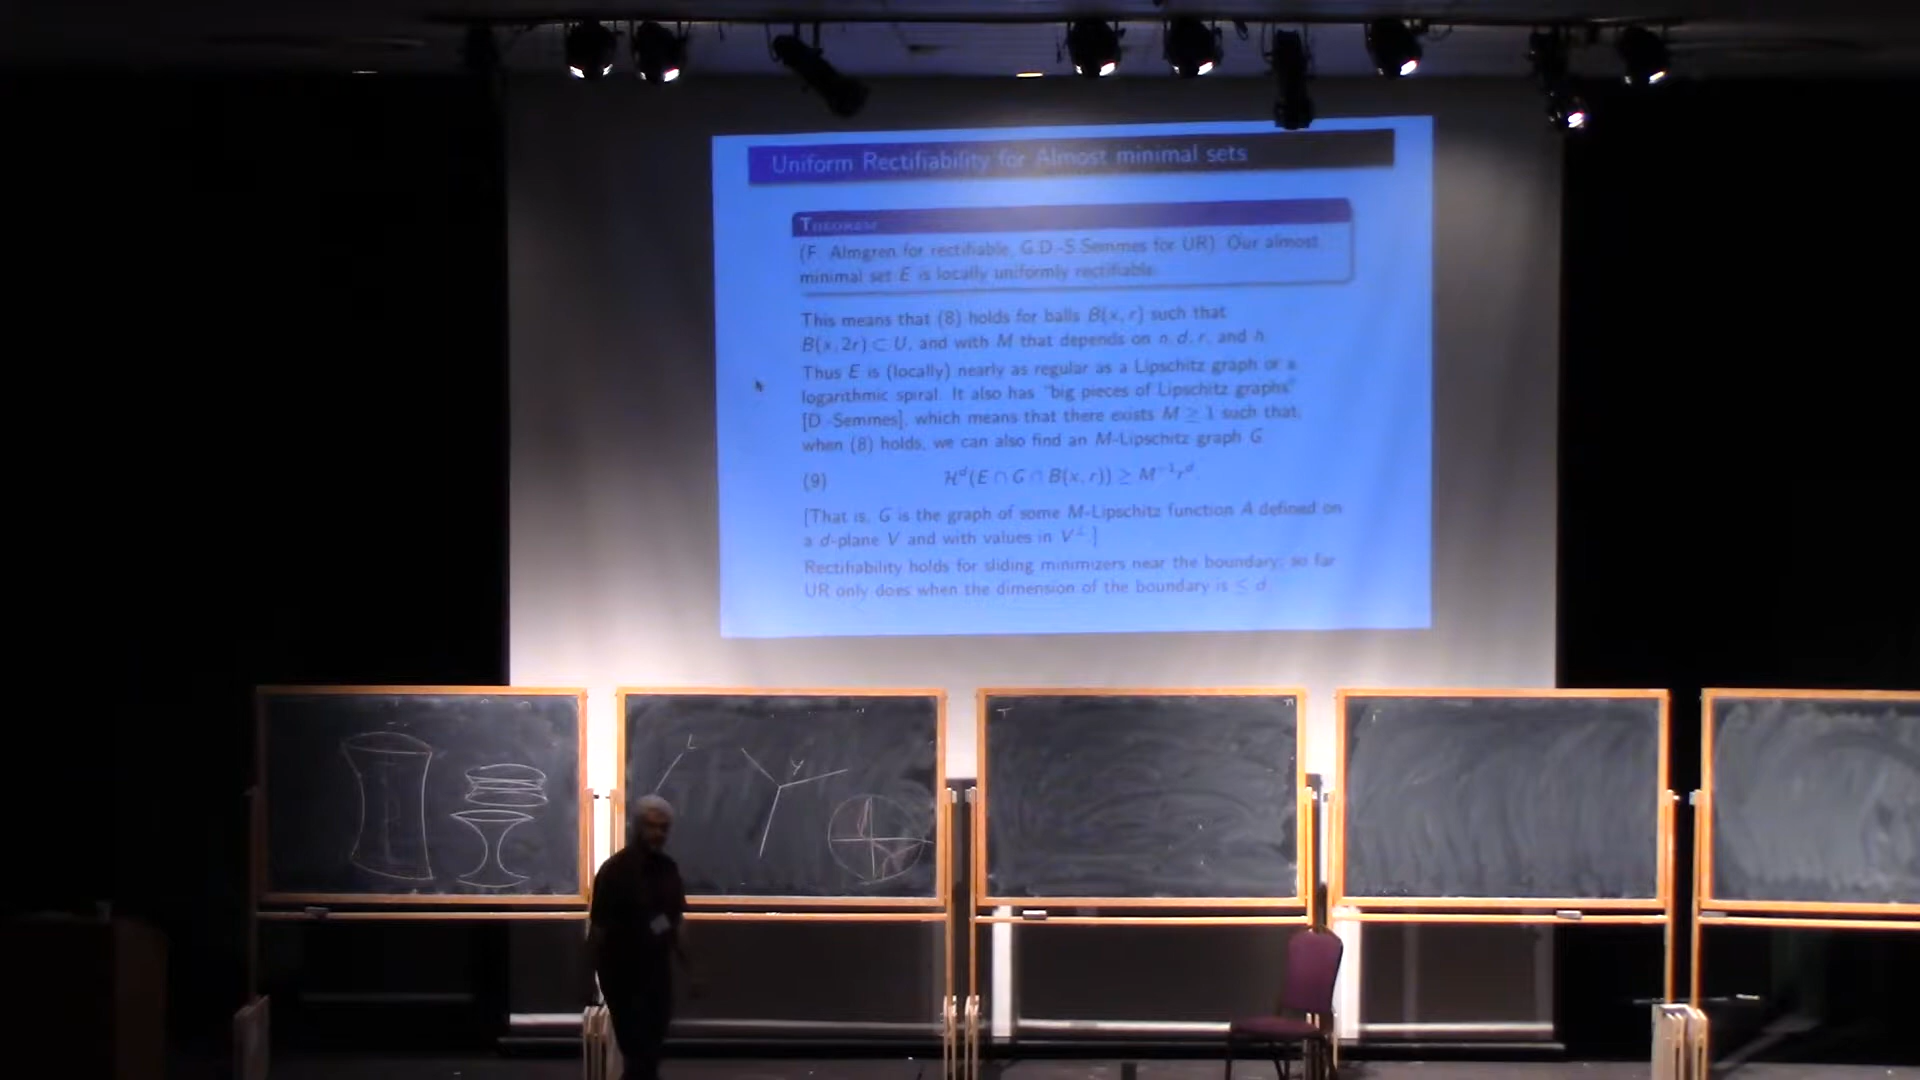 Uniform Rectifiability for Almost minimal sets
Theorem
(F. Almgren for rectifiable, G.D.-S.Semmes for UR) Our almost
minimal set E is locally uniformly rectifiable.
This means that (8) holds for balls B(x, r) such that
B(x, 2r) ⊂ U, and with M that depends on n, d, r, and h.
Thus E is (locally) nearly as regular as a Lipschitz graph or a
logarithmic spiral. It also has "big pieces of Lipschitz graphs"
[D.-Semmes], which means that there exists M ≥ 1 such that,
when (8) holds, we can also find an M-Lipschitz graph G
(9) H^d(E ∩ G ∩ B(x, r)) ≥ M^{-1}r^d.
[That is, G is the graph of some M-Lipschitz function A defined on
a d-plane V and with values in V^⊥.]
Rectifiability holds for sliding minimizers near the boundary; so far
UR only does when the dimension of the boundary is ≤ d.
L
Y